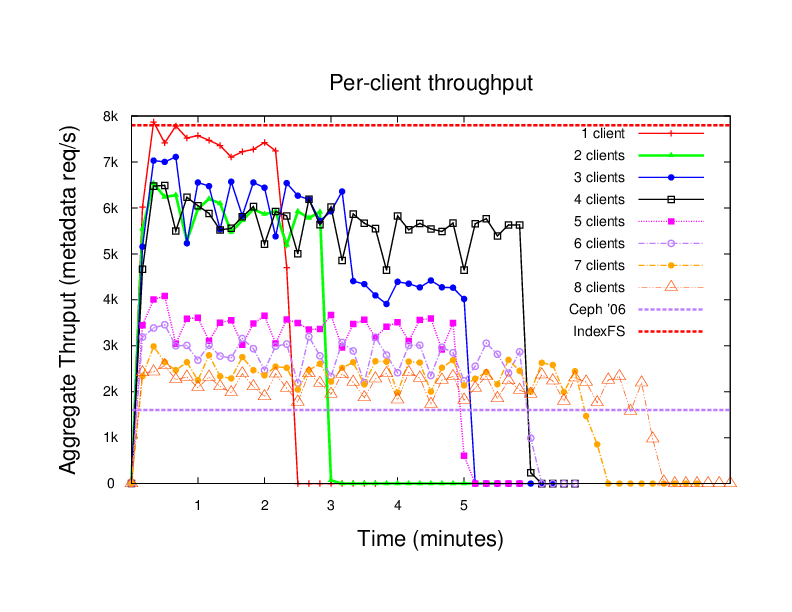 Per-client throughput
Aggregate Thruput (metadata req/s)
8k
7k
6k
5k
4k
3k
2k
1k
0
1 client
2 clients
3 clients
4 clients
5 clients
6 clients
7 clients
8 clients
Ceph '06
IndexFS
1 2 3 4 5
Time (minutes)